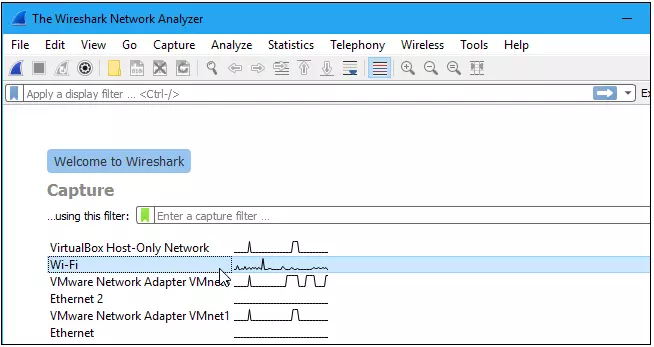 The Wireshark Network Analyzer
File Edit View Go Capture Analyze Statistics Telephony Wireless Tools Help
Apply a display filter ... <Ctrl-/>
Welcome to Wireshark
Capture
...using this filter: Enter a capture filter ...
VirtualBox Host-Only Network
Wi-Fi
VMware Network Adapter
Ethernet 2
VMware Network Adapter VMnet1
Ethernet